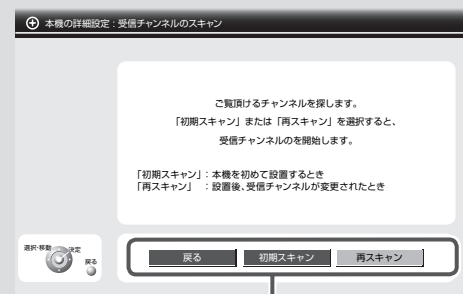 本機の詳細設定：受信チャンネルのスキャン
ご覧頂けるチャンネルを探します。
「初期スキャン」または「再スキャン」を選択すると、
受信チャンネルのを開始します。
「初期スキャン」：本機を初めて設置するとき
「再スキャン」：設置後、受信チャンネルが変更されたとき
選択・移動 決定
戻る
戻る 初期スキャン 再スキャン